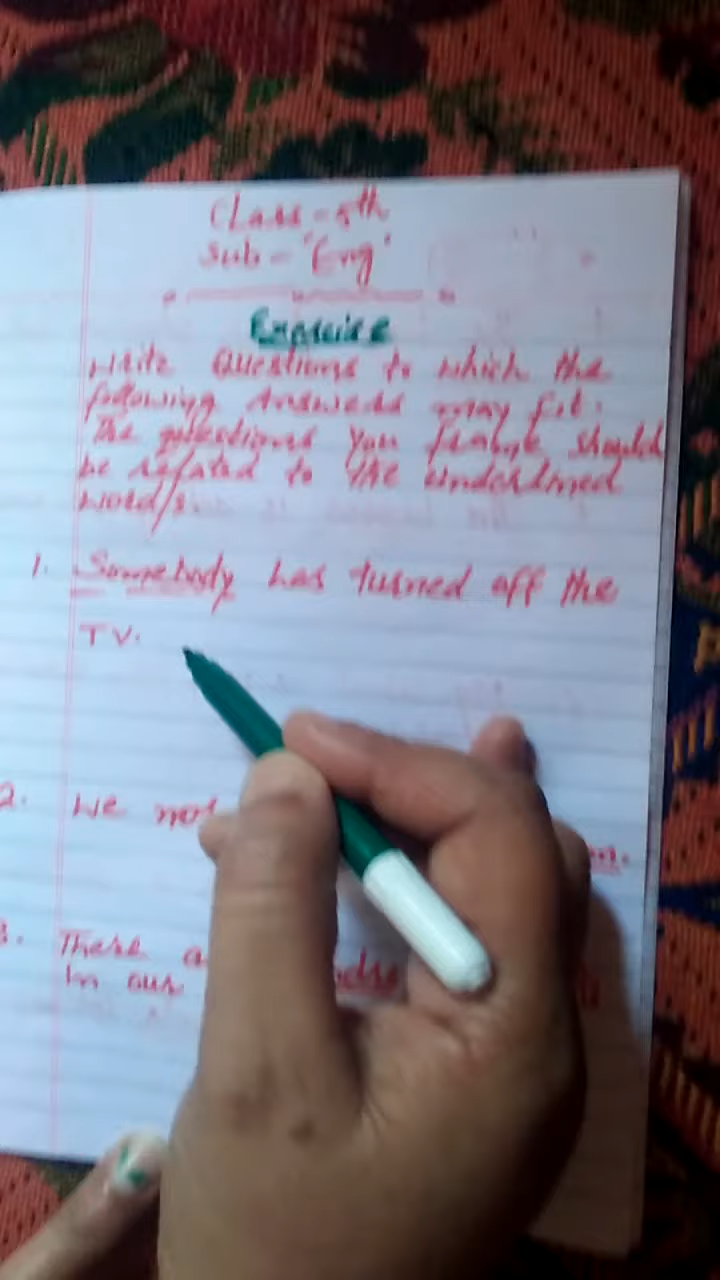 Class - 5th
Sub - "Eng"
Exercise
Write Questions to which the
following Answers may fit.
The questions you frame should
be related to the underlined
word/s.
1. Somebody has turned off the
TV.
2. We
3. There
In our